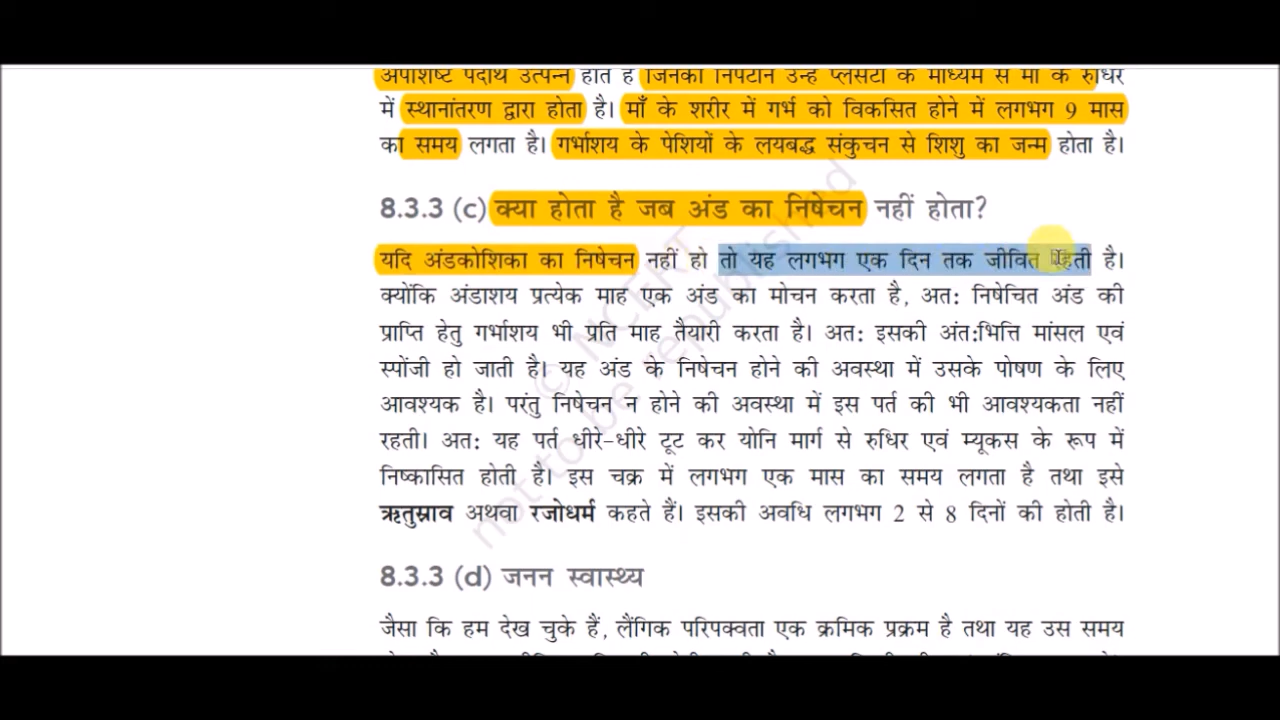 अपशिष्ट पदार्थ उत्पन्न होते हैं जिनका निपटान उन्हें प्लेसेंटा के माध्यम से माँ के रुधिर
में स्थानांतरण द्वारा होता है। माँ के शरीर में गर्भ को विकसित होने में लगभग 9 मास
का समय लगता है। गर्भाशय के पेशियों के लयबद्ध संकुचन से शिशु का जन्म होता है।
8.3.3 (c) क्या होता है जब अंड का निषेचन नहीं होता?
यदि अंडकोशिका का निषेचन नहीं हो तो यह लगभग एक दिन तक जीवित रहती है।
क्योंकि अंडाशय प्रत्येक माह एक अंड का मोचन करता है, अत: निषेचित अंड की
प्राप्ति हेतु गर्भाशय भी प्रति माह तैयारी करता है। अत: इसकी अंत:भित्ति मांसल एवं
स्पोंजी हो जाती है। यह अंड के निषेचन होने की अवस्था में उसके पोषण के लिए
आवश्यक है। परंतु निषेचन न होने की अवस्था में इस पर्त की भी आवश्यकता नहीं
रहती। अत: यह पर्त धीरे-धीरे टूट कर योनि मार्ग से रुधिर एवं म्यूकस के रूप में
निष्कासित होती है। इस चक्र में लगभग एक मास का समय लगता है तथा इसे
ऋतुस्राव अथवा रजोधर्म कहते हैं। इसकी अवधि लगभग 2 से 8 दिनों की होती है।
8.3.3 (d) जनन स्वास्थ्य
जैसा कि हम देख चुके हैं, लैंगिक परिपक्वता एक क्रमिक प्रक्रम है तथा यह उस समय
© NCERT
not to be republished